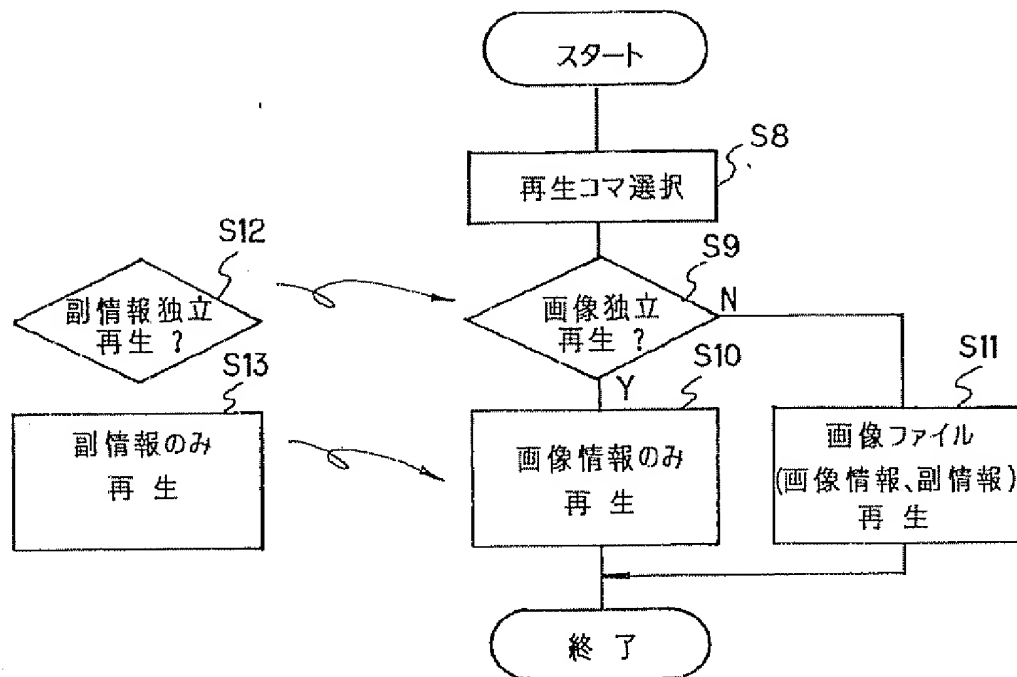 スタート
S8
再生コマ選択
S12
副情報独立
再生?
S9
画像独立
再生?
N
S13
副情報のみ
再生
Y
S10
画像情報のみ
再生
S11
画像ファイル
(画像情報、副情報)
再生
終了